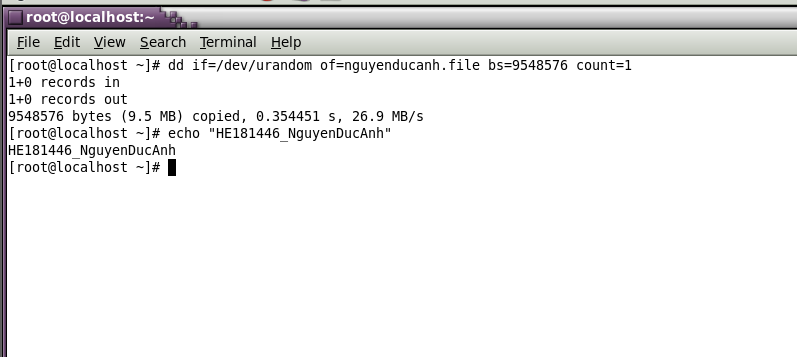 root@localhost:~
File Edit View Search Terminal Help
[root@localhost ~]# dd if=/dev/urandom of=nguyenducanh.file bs=9548576 count=1
1+0 records in
1+0 records out
9548576 bytes (9.5 MB) copied, 0.354451 s, 26.9 MB/s
[root@localhost ~]# echo "HE181446_NguyenDucAnh"
HE181446_NguyenDucAnh
[root@localhost ~]#